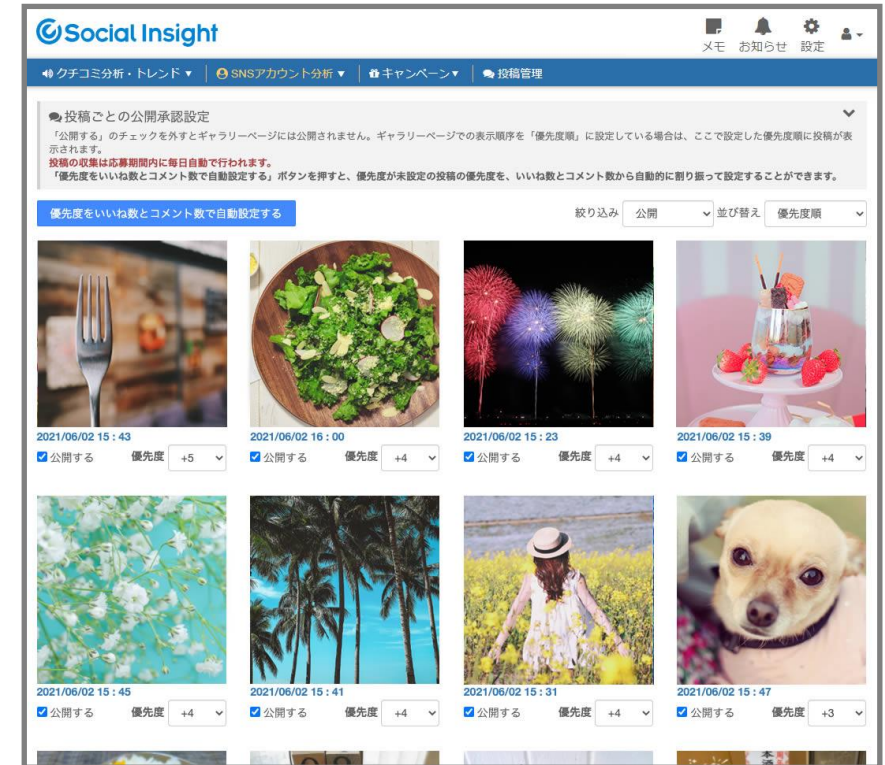 Social Insight
メモ お知らせ 設定
クチコミ分析・トレンド▼ SNSアカウント分析▼ キャンペーン▼ 投稿管理
投稿ごとの公開承認設定
「公開する」のチェックを外すとギャラリーページには公開されません。ギャラリーページでの表示順序を「優先度順」に設定している場合は、ここで設定した優先度順に投稿が表
示されます。
投稿の収集は応募期間内に毎日自動で行われます。
「優先度をいいね数とコメント数で自動設定する」ボタンを押すと、優先度が未設定の投稿の優先度を、いいね数とコメント数から自動的に割り振って設定することができます。
優先度をいいね数とコメント数で自動設定する 絞り込み 公開 並び替え 優先度順
2021/06/02 15:43 2021/06/02 16:00 2021/06/02 15:23 2021/06/02 15:39
公開する 優先度 +5 公開する 優先度 +4 公開する 優先度 +4 公開する 優先度 +4
2021/06/02 15:45 2021/06/02 15:41 2021/06/02 15:31 2021/06/02 15:47
公開する 優先度 +4 公開する 優先度 +4 公開する 優先度 +4 公開する 優先度 +3